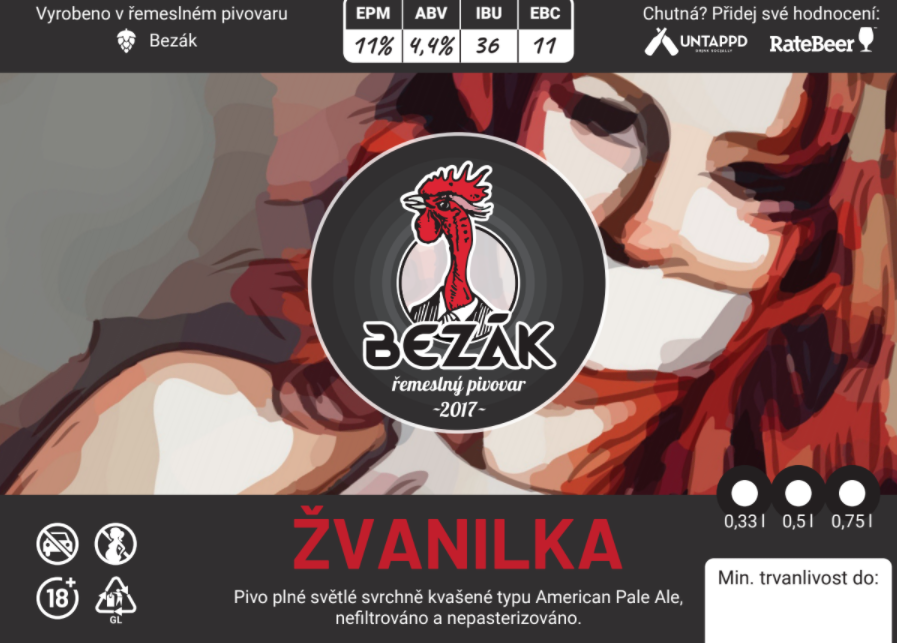 Vyrobeno v řemeslném pivovaru
Bezák
EPM ABV IBU EBC
11% 4,4% 36 11
Chutná? Přidej své hodnocení:
UNTAPPD RateBeer
BEZÁK
řemeslný pivovar
~2017~
0,33 l 0,5 l 0,75 l
ŽVANILKA
Pivo plné světlé svrchně kvašené typu American Pale Ale,
nefiltrováno a nepasterizováno.
18+
GL
Min. trvanlivost do: